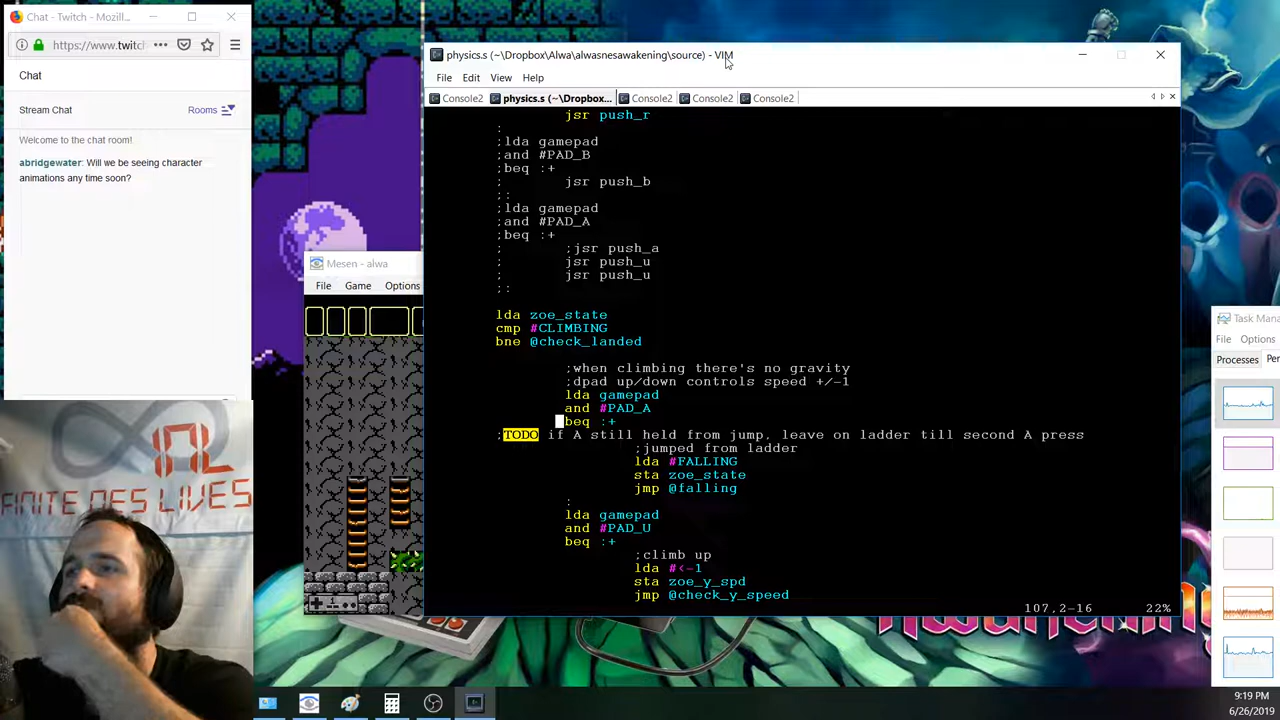 Chat - Twitch - Mozill...
https://www.twitch
Chat
Stream Chat
Rooms
Welcome to the chat room!
abridgewater: Will we be seeing character
animations any time soon?
Mesen - alwa
File Game Options
physics.s (~\Dropbox\Alwa\alwasnesawakening\source) - VIM
File Edit View Help
Console2 physics.s (~\Dropbox... Console2 Console2 Console2
; jsr push_r
:
;lda gamepad
;and #PAD_B
;beq :+
; jsr push_b
;:
;lda gamepad
;and #PAD_A
;beq :+
; ;jsr push_a
; jsr push_u
; jsr push_u
;:
lda zoe_state
cmp #CLIMBING
bne @check_landed
;when climbing there's no gravity
;dpad up/down controls speed +/-1
lda gamepad
and #PAD_A
beq :+
;TODO if A still held from jump, leave on ladder till second A press
;jumped from ladder
lda #FALLING
sta zoe_state
jmp @falling
:
lda gamepad
and #PAD_U
beq :+
;climb up
lda #<-1
sta zoe_y_spd
jmp @check_y_speed
107,2-16 22%
Task Man
File Options
Processes Per
INFINITE NES LIVES
9:19 PM
6/26/2019